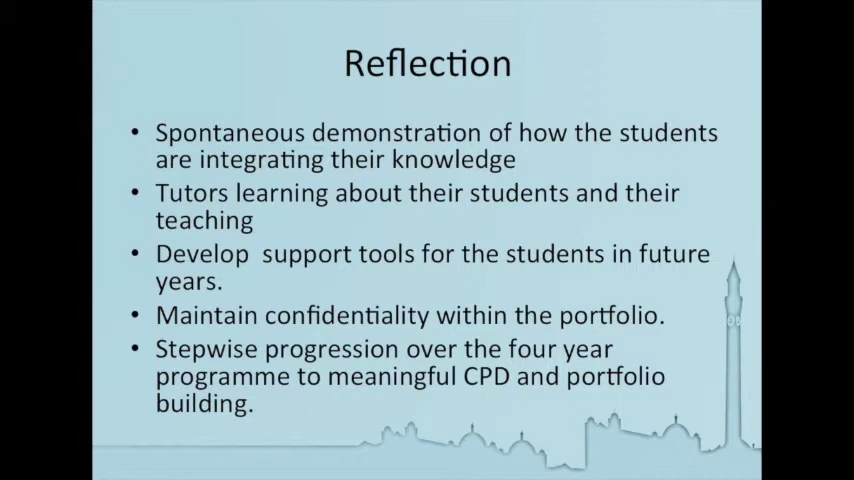 Reflection
• Spontaneous demonstration of how the students
are integrating their knowledge
• Tutors learning about their students and their
teaching
• Develop  support tools for the students in future
years.
• Maintain confidentiality within the portfolio.
• Stepwise progression over the four year
programme to meaningful CPD and portfolio
building.